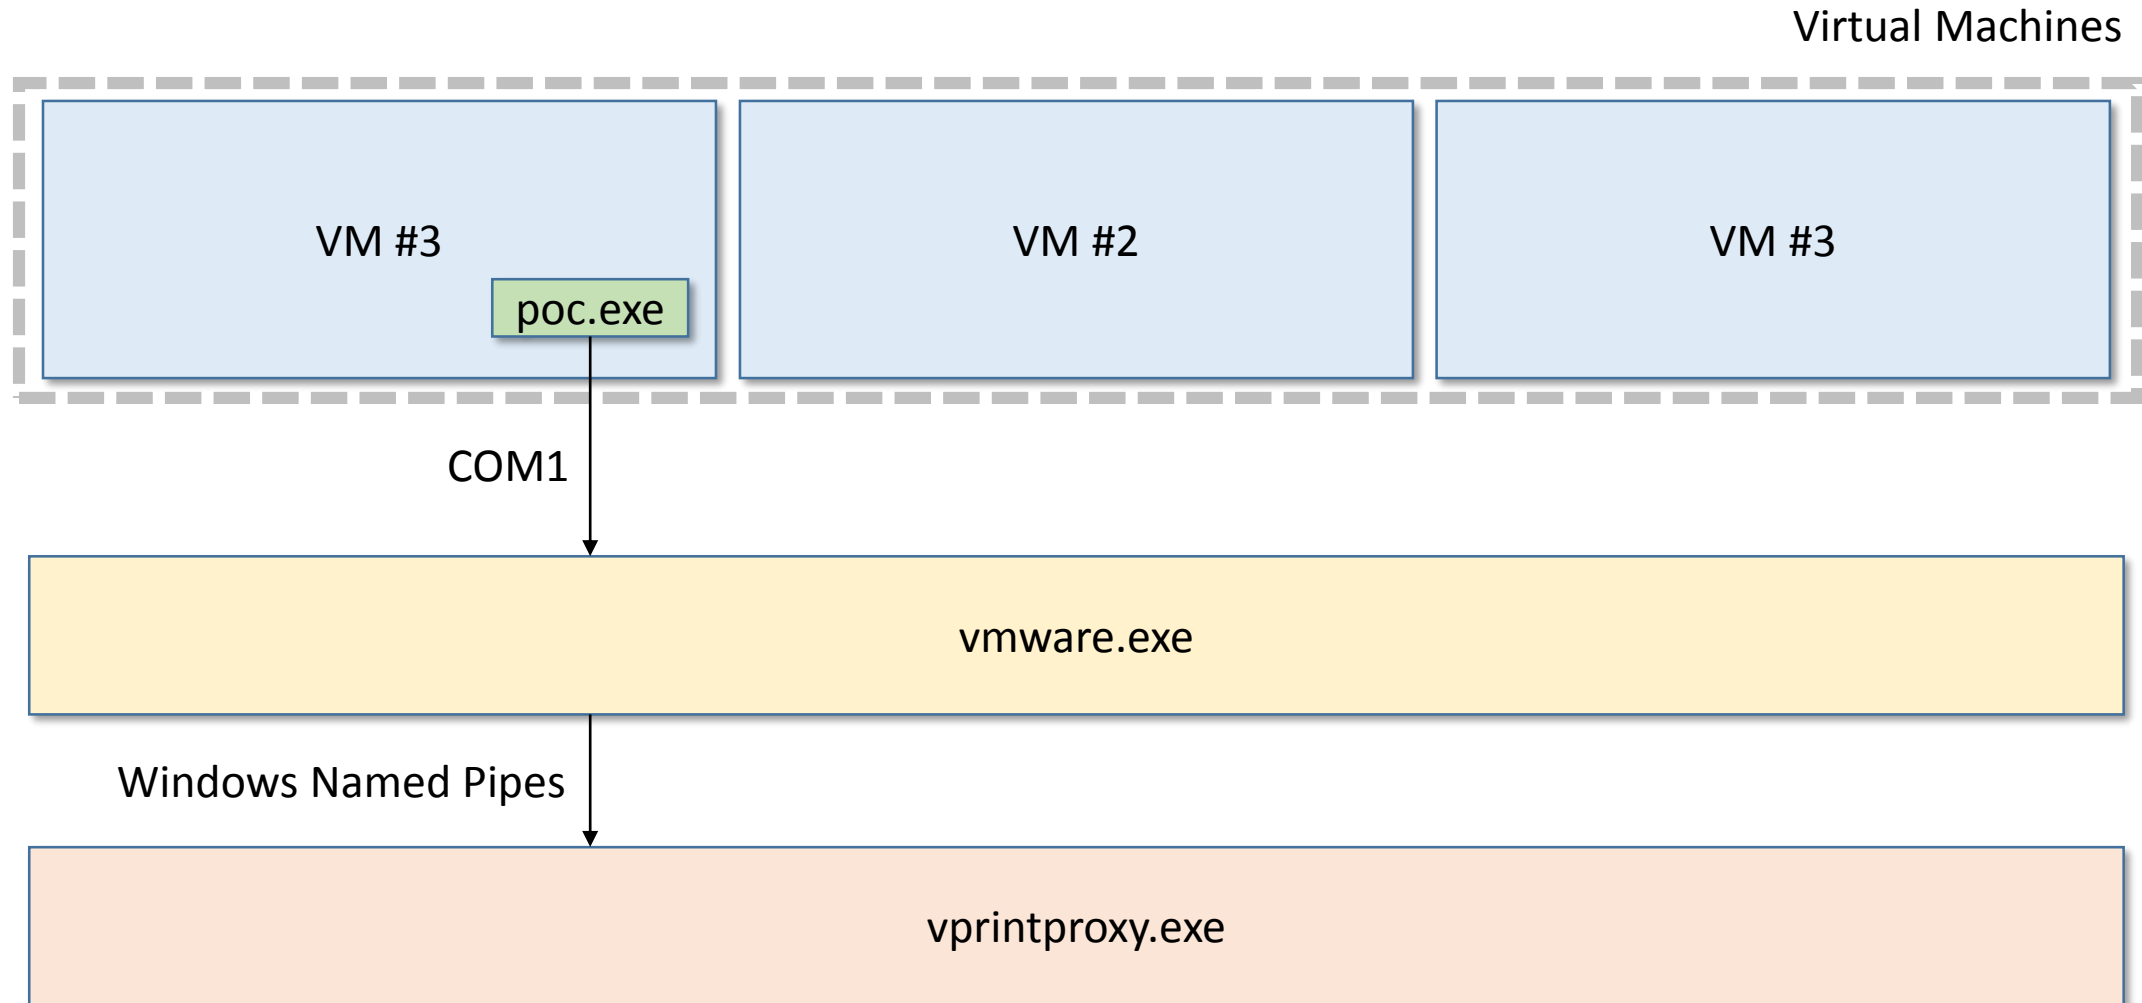 Virtual Machines
VM #3
VM #2
VM #3
poc.exe
COM1
vmware.exe
Windows Named Pipes
vprintproxy.exe